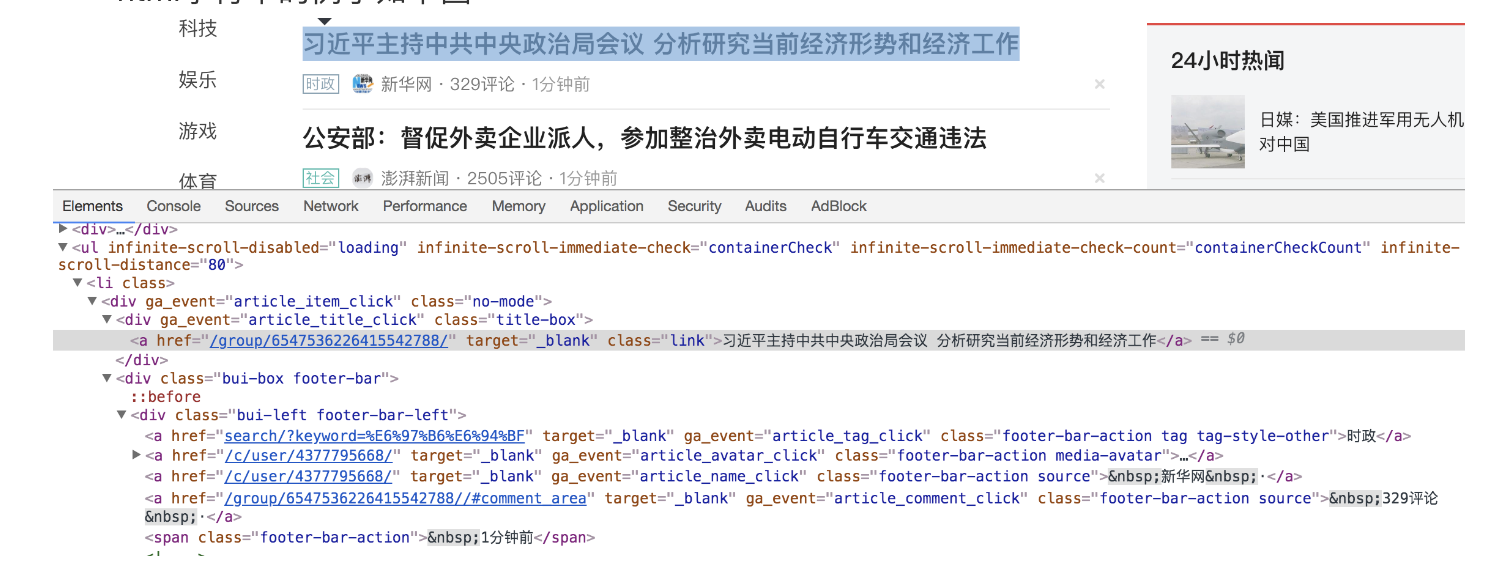 科技
习近平主持中共中央政治局会议 分析研究当前经济形势和经济工作
24小时热闻
娱乐
时政 新华网 · 329评论 · 1分钟前 ×
游戏
公安部：督促外卖企业派人，参加整治外卖电动自行车交通违法
日媒：美国推进军用无人机
对中国
体育
社会 澎湃 澎湃新闻 · 2505评论 · 1分钟前 ×
Elements Console Sources Network Performance Memory Application Security Audits AdBlock
▶<div>…</div>
▼<ul infinite-scroll-disabled="loading" infinite-scroll-immediate-check="containerCheck" infinite-scroll-immediate-check-count="containerCheckCount" infinite-
scroll-distance="80">
▼<li class>
▼<div ga_event="article_item_click" class="no-mode">
▼<div ga_event="article_title_click" class="title-box">
<a href="/group/6547536226415542788/" target="_blank" class="link">习近平主持中共中央政治局会议 分析研究当前经济形势和经济工作</a> == $0
</div>
▼<div class="bui-box footer-bar">
::before
▼<div class="bui-left footer-bar-left">
<a href="search/?keyword=%E6%97%B6%E6%94%BF" target="_blank" ga_event="article_tag_click" class="footer-bar-action tag tag-style-other">时政</a>
▶<a href="/c/user/4377795668/" target="_blank" ga_event="article_avatar_click" class="footer-bar-action media-avatar">…</a>
<a href="/c/user/4377795668/" target="_blank" ga_event="article_name_click" class="footer-bar-action source">&nbsp;新华网&nbsp;·</a>
<a href="/group/6547536226415542788//#comment_area" target="_blank" ga_event="article_comment_click" class="footer-bar-action source">&nbsp;329评论
&nbsp;·</a>
<span class="footer-bar-action">&nbsp;1分钟前</span>